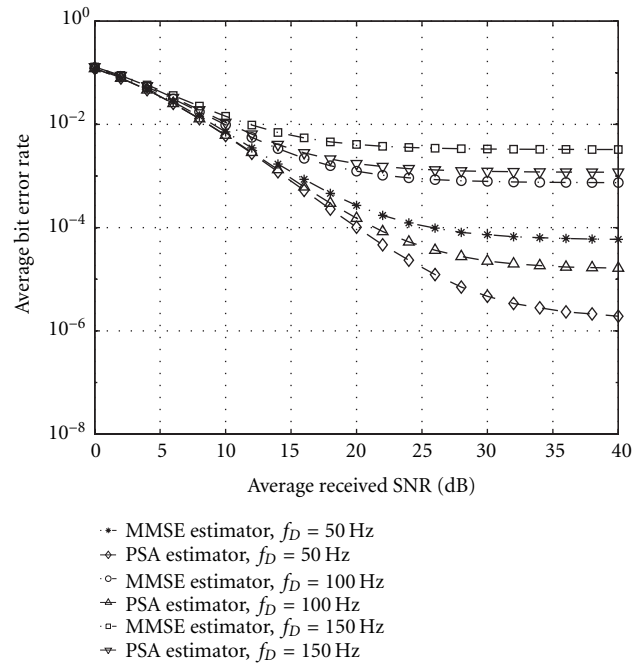 10⁰
10⁻²
10⁻⁴
10⁻⁶
10⁻⁸
Average bit error rate
0 5 10 15 20 25 30 35 40
Average received SNR (dB)
MMSE estimator, f_D = 50 Hz
PSA estimator, f_D = 50 Hz
MMSE estimator, f_D = 100 Hz
PSA estimator, f_D = 100 Hz
MMSE estimator, f_D = 150 Hz
PSA estimator, f_D = 150 Hz